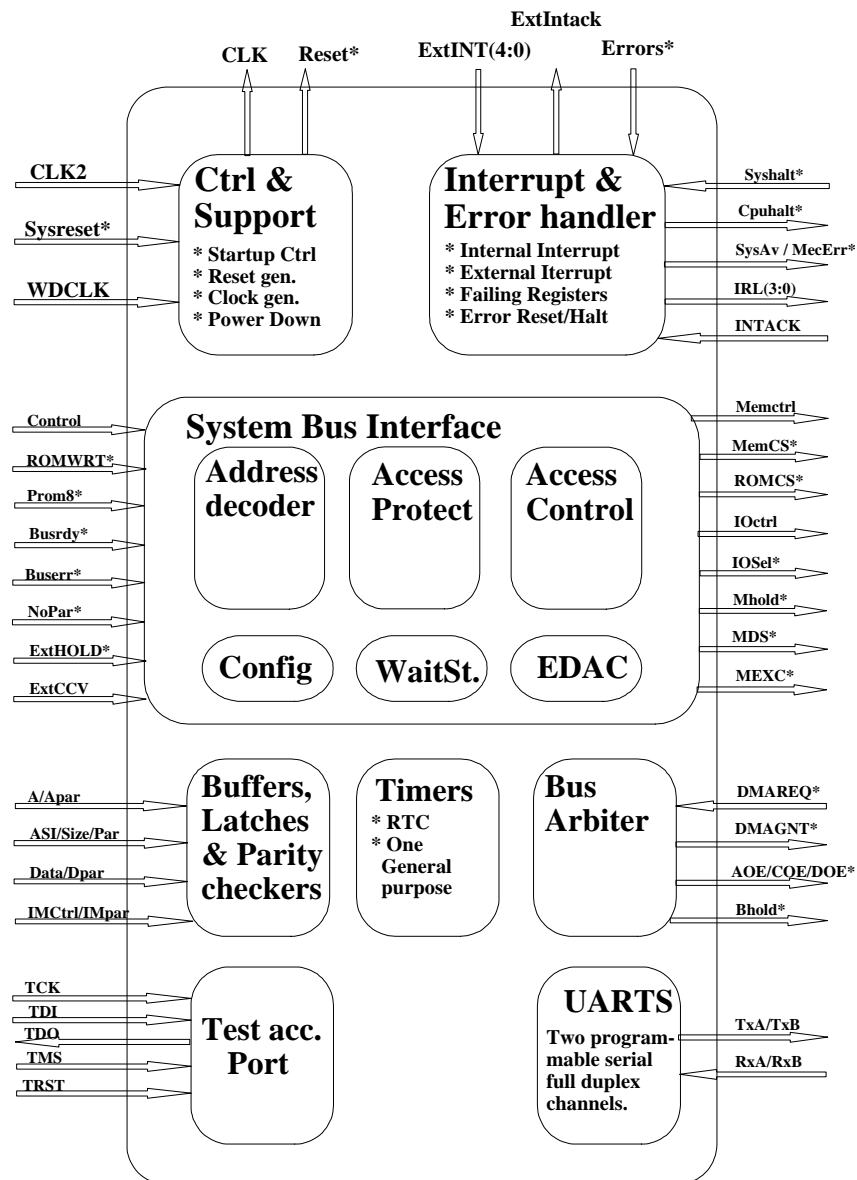 ExtIntack
CLK
Reset*
ExtINT(4:0)
Errors*
CLK2
Sysreset*
WDCLK
Ctrl &
Support
* Startup Ctrl
* Reset gen.
* Clock gen.
* Power Down
Interrupt &
Error handler
* Internal Interrupt
* External Iterrupt
* Failing Registers
* Error Reset/Halt
Syshalt*
Cpuhalt*
SysAv / MecErr*
IRL(3:0)
INTACK
Control
ROMWRT*
Prom8*
Busrdy*
Buserr*
NoPar*
ExtHOLD*
ExtCCV
System Bus Interface
Address
decoder
Access
Protect
Access
Control
Config
WaitSt.
EDAC
Memctrl
MemCS*
ROMCS*
IOctrl
IOSel*
Mhold*
MDS*
MEXC*
A/Apar
ASI/Size/Par
Data/Dpar
IMCtrl/IMpar
Buffers,
Latches
& Parity
checkers
Timers
* RTC
* One
General
purpose
Bus
Arbiter
DMAREQ*
DMAGNT*
AOE/COE/DOE*
Bhold*
TCK
TDI
TDO
TMS
TRST
Test acc.
Port
UARTS
Two program-
mable serial
full duplex
channels.
TxA/TxB
RxA/RxB